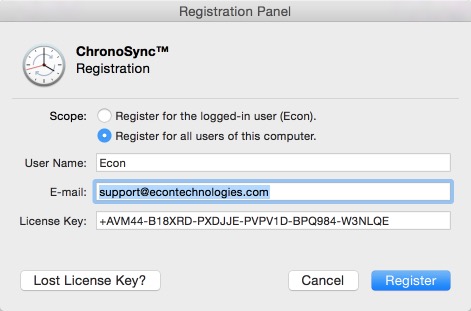 Registration Panel
ChronoSync™
Registration
Scope: Register for the logged-in user (Econ).
Register for all users of this computer.
User Name: Econ
E-mail: support@econtechnologies.com
License Key: +AVM44-B18XRD-PXDJJE-PVPV1D-BPQ984-W3NLQE
Lost License Key? Cancel Register